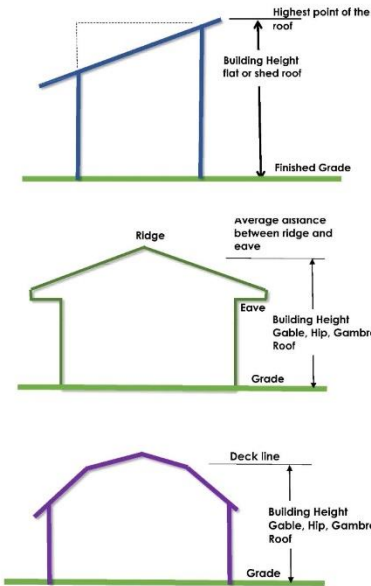 Highest point of the
roof
Building Height
flat or shed roof
Finished Grade
Average distance
between ridge and
eave
Ridge
Eave
Building Height
Gable, Hip, Gambre
Roof
Grade
Deck line
Building Height
Gable, Hip, Gambre
Roof
Grade